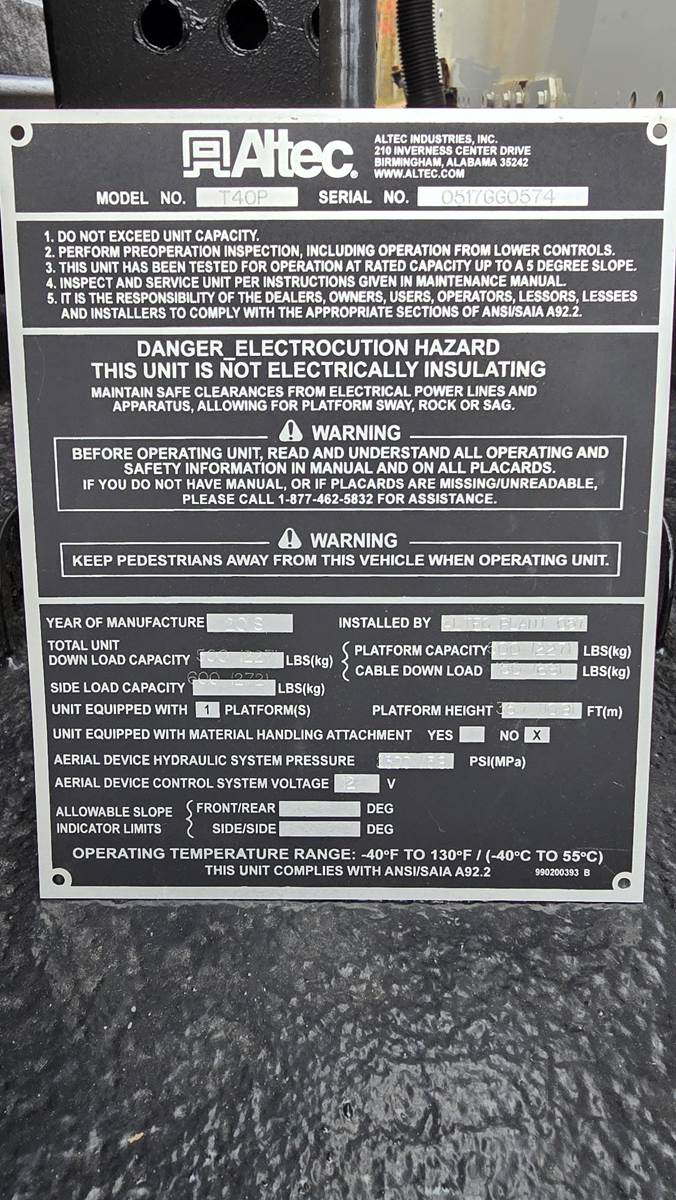 Altec.
ALTEC INDUSTRIES, INC.
210 INVERNESS CENTER DRIVE
BIRMINGHAM, ALABAMA 35242
WWW.ALTEC.COM
MODEL NO. T40P SERIAL NO. 0517GG0574
1. DO NOT EXCEED UNIT CAPACITY.
2. PERFORM PREOPERATION INSPECTION, INCLUDING OPERATION FROM LOWER CONTROLS.
3. THIS UNIT HAS BEEN TESTED FOR OPERATION AT RATED CAPACITY UP TO A 5 DEGREE SLOPE.
4. INSPECT AND SERVICE UNIT PER INSTRUCTIONS GIVEN IN MAINTENANCE MANUAL.
5. IT IS THE RESPONSIBILITY OF THE DEALERS, OWNERS, USERS, OPERATORS, LESSORS, LESSEES
AND INSTALLERS TO COMPLY WITH THE APPROPRIATE SECTIONS OF ANSI/SAIA A92.2.
DANGER_ELECTROCUTION HAZARD
THIS UNIT IS NOT ELECTRICALLY INSULATING
MAINTAIN SAFE CLEARANCES FROM ELECTRICAL POWER LINES AND
APPARATUS, ALLOWING FOR PLATFORM SWAY, ROCK OR SAG.
WARNING
BEFORE OPERATING UNIT, READ AND UNDERSTAND ALL OPERATING AND
SAFETY INFORMATION IN MANUAL AND ON ALL PLACARDS.
IF YOU DO NOT HAVE MANUAL, OR IF PLACARDS ARE MISSING/UNREADABLE,
PLEASE CALL 1-877-462-5832 FOR ASSISTANCE.
WARNING
KEEP PEDESTRIANS AWAY FROM THIS VEHICLE WHEN OPERATING UNIT.
YEAR OF MANUFACTURE
INSTALLED BY ALTEC PLANT
TOTAL UNIT
DOWN LOAD CAPACITY 500 (227) LBS(kg)
SIDE LOAD CAPACITY 600 (272) LBS(kg)
PLATFORM CAPACITY 500 (227) LBS(kg)
CABLE DOWN LOAD LBS(kg)
UNIT EQUIPPED WITH 1 PLATFORM(S)
PLATFORM HEIGHT FT(m)
UNIT EQUIPPED WITH MATERIAL HANDLING ATTACHMENT YES NO X
AERIAL DEVICE HYDRAULIC SYSTEM PRESSURE PSI(MPa)
AERIAL DEVICE CONTROL SYSTEM VOLTAGE V
ALLOWABLE SLOPE
INDICATOR LIMITS
FRONT/REAR DEG
SIDE/SIDE DEG
OPERATING TEMPERATURE RANGE: -40ºF TO 130ºF / (-40ºC TO 55ºC)
THIS UNIT COMPLIES WITH ANSI/SAIA A92.2
990200393 B